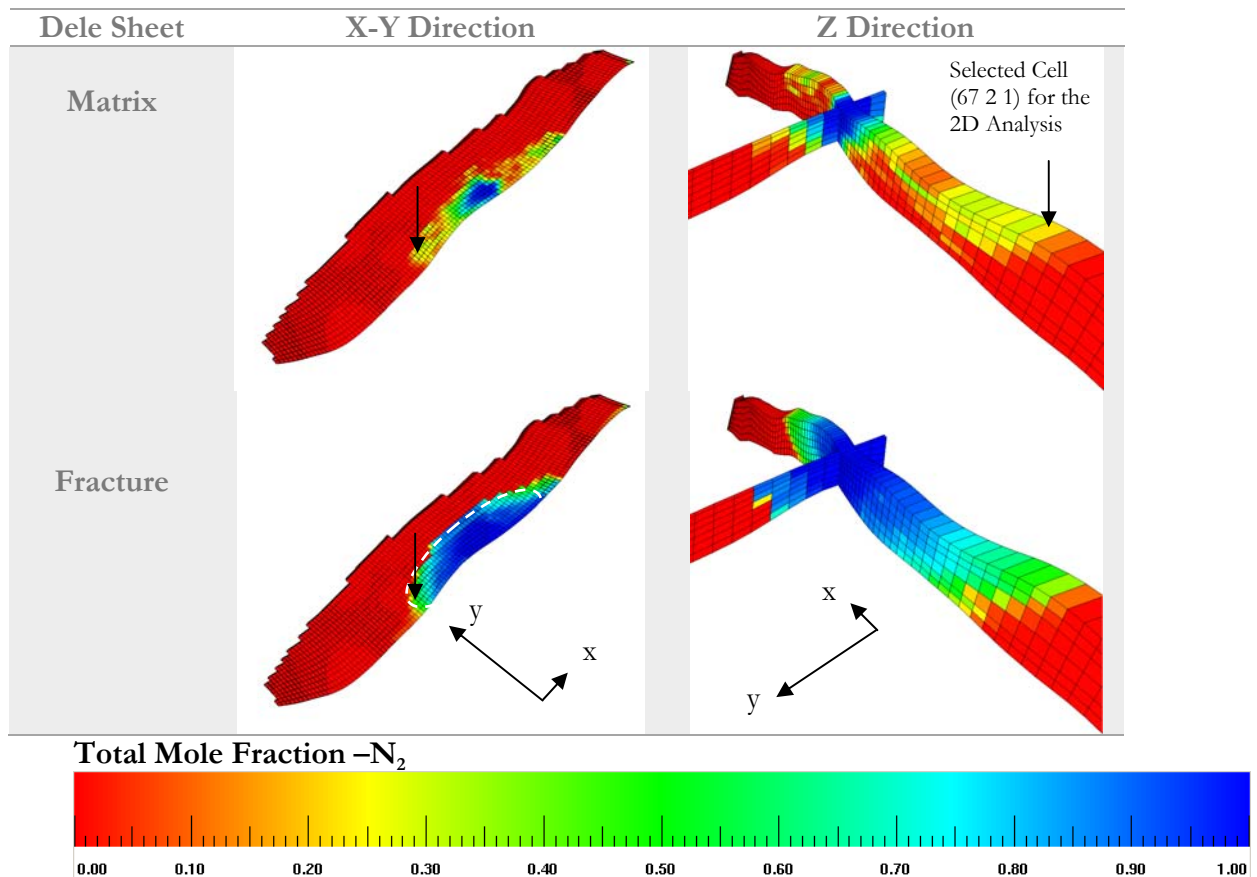 Dele Sheet X-Y Direction Z Direction
Matrix
Selected Cell
(67 2 1) for the
2D Analysis
Fracture
y
x
x
y
Total Mole Fraction –N₂
0.00 0.10 0.20 0.30 0.40 0.50 0.60 0.70 0.80 0.90 1.00